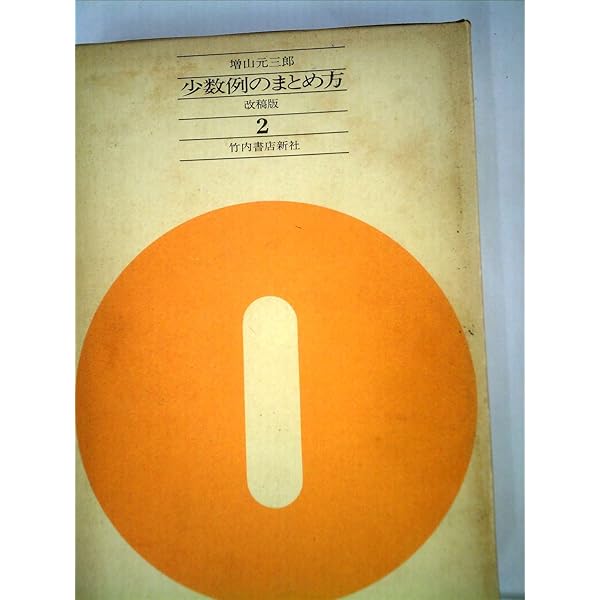 増山元三郎
少数例のまとめ方
改稿版
2
竹内書店新社